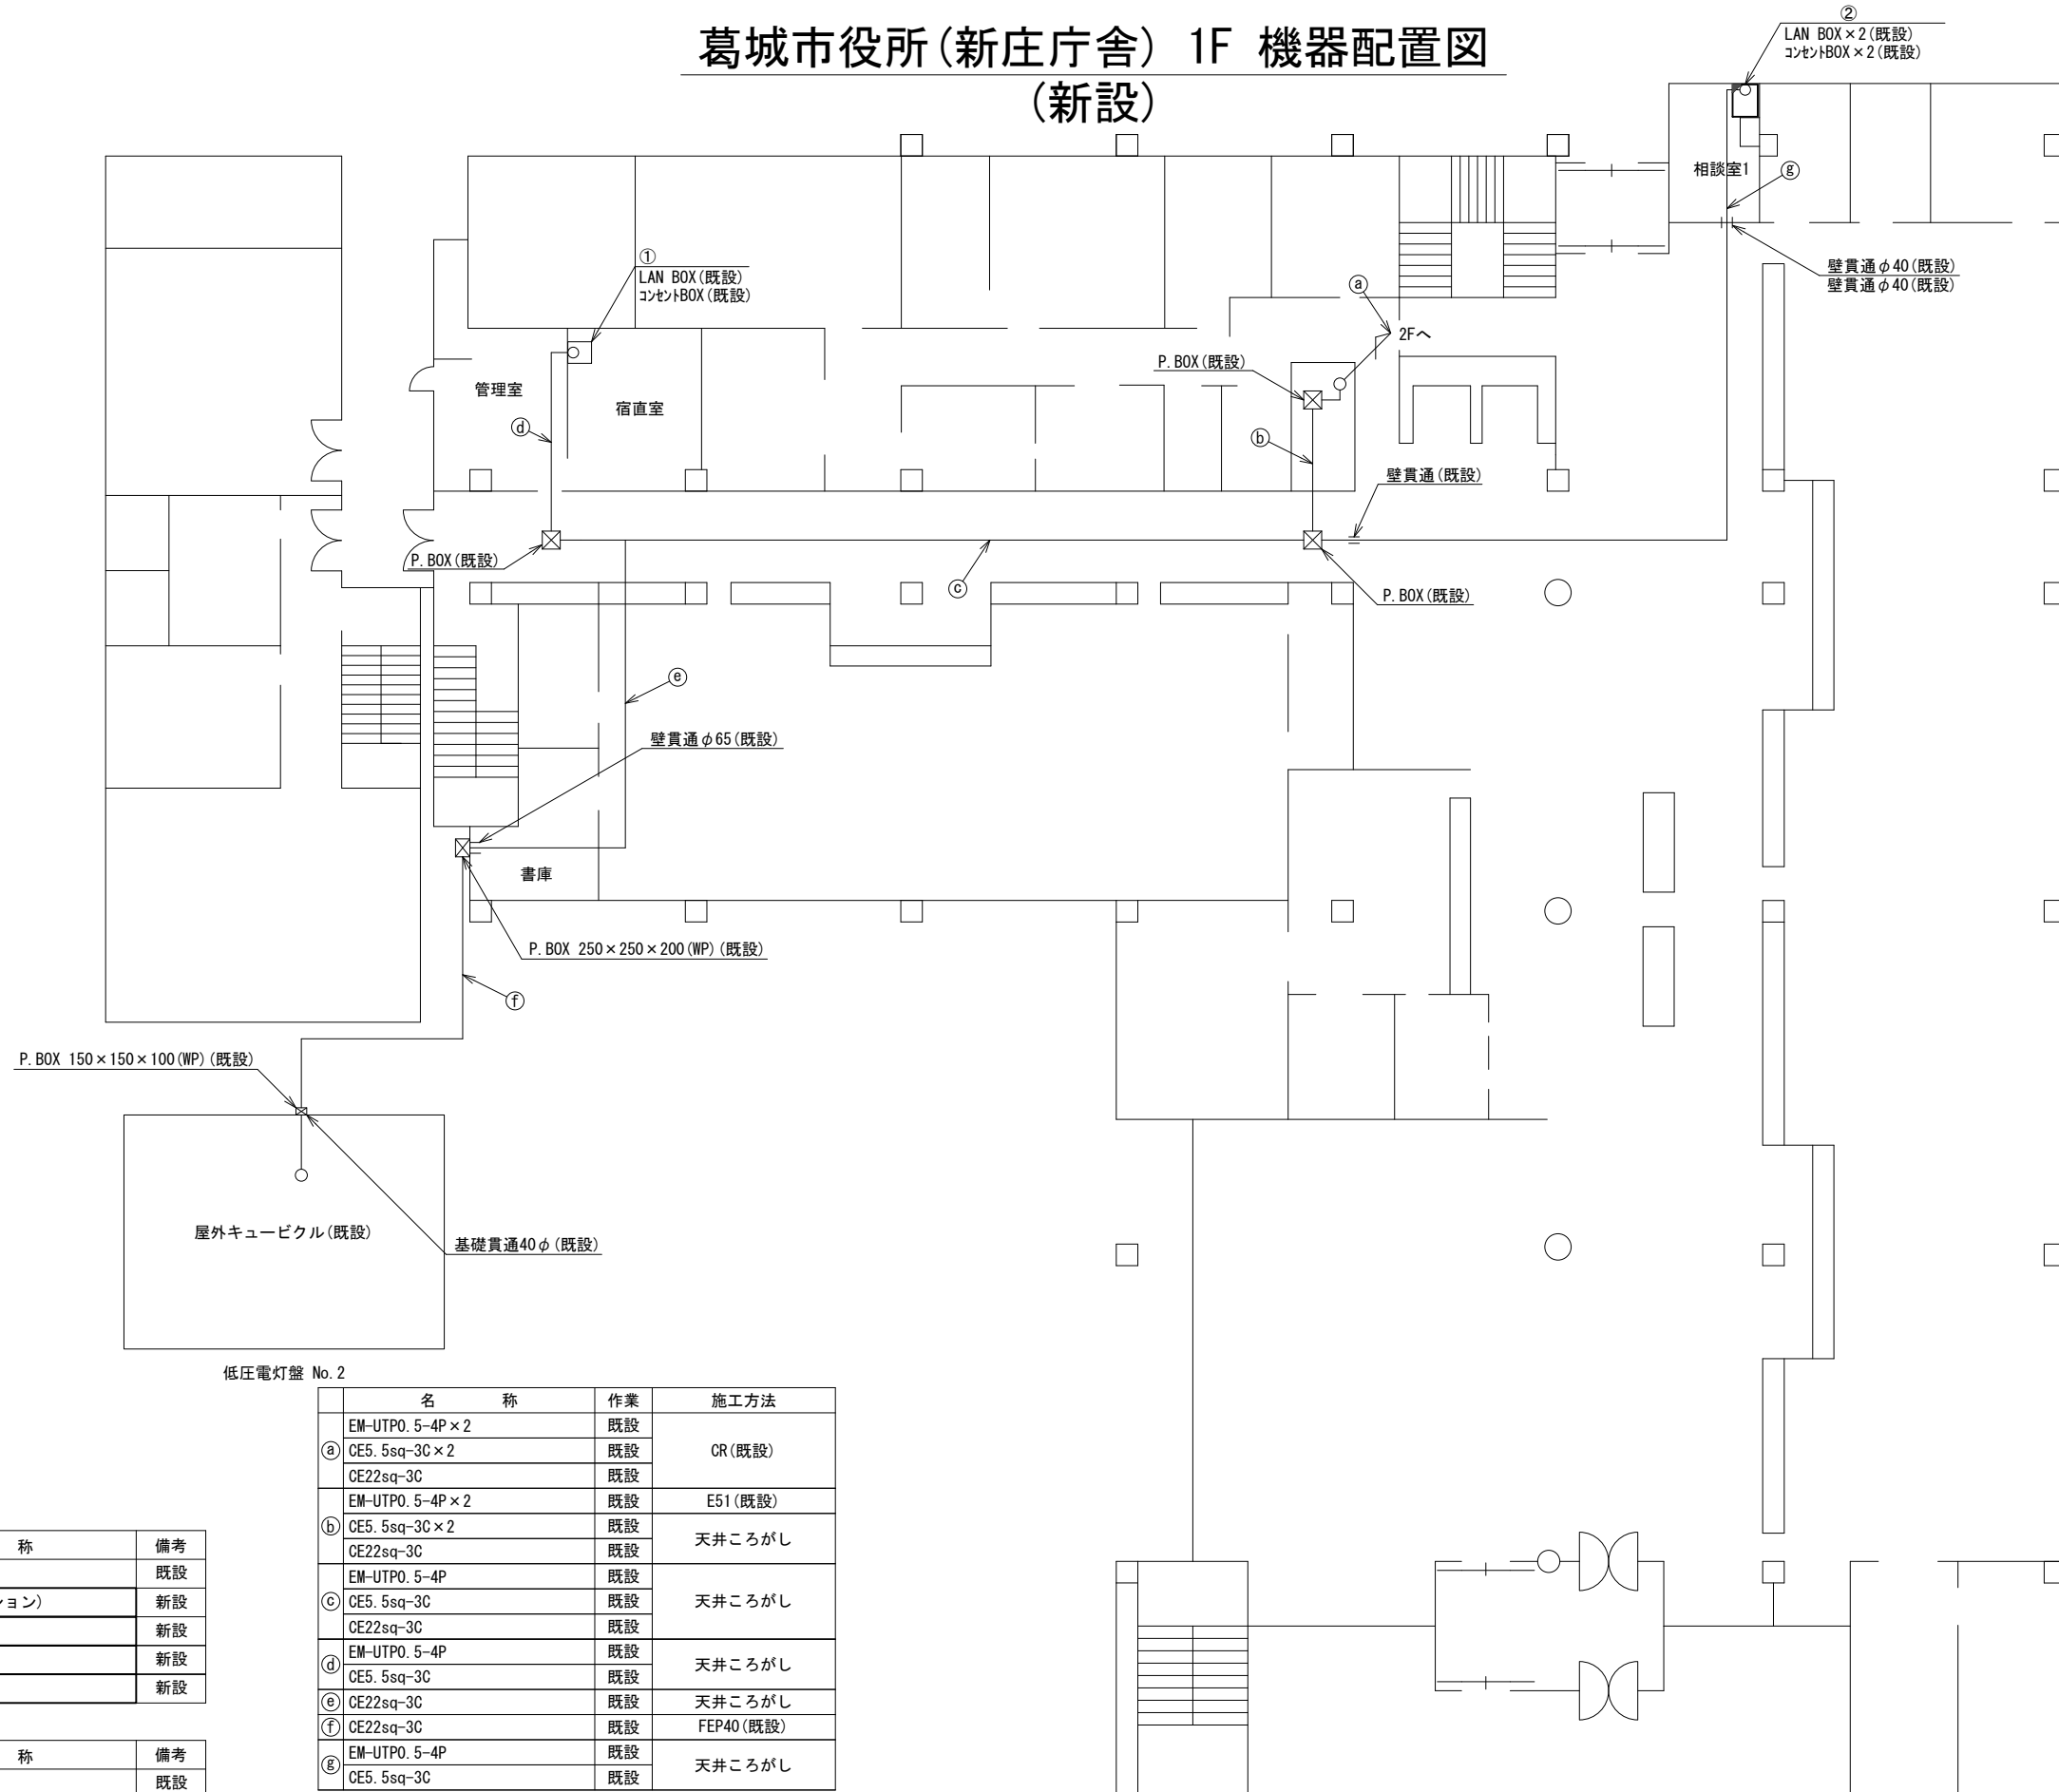 葛城市役所(新庄庁舎) 1F 機器配置図
(新設)
②
LAN BOX×2(既設)
コンセントBOX×2(既設)
相談室1
ⓖ
壁貫通φ40(既設)
壁貫通φ40(既設)
①
LAN BOX(既設)
コンセントBOX(既設)
ⓐ
2Fへ
P.BOX(既設)
管理室
宿直室
ⓓ
ⓑ
壁貫通(既設)
P.BOX(既設)
ⓒ
P.BOX(既設)
ⓔ
壁貫通φ65(既設)
書庫
P.BOX 250×250×200(WP)(既設)
ⓕ
P.BOX 150×150×100(WP)(既設)
屋外キュービクル(既設)
基礎貫通40φ(既設)
低圧電灯盤 No.2
名 称 作業 施工方法
ⓐ EM-UTP0.5-4P×2 既設 CR(既設)
CE5.5sq-3C×2 既設
CE22sq-3C 既設
ⓑ EM-UTP0.5-4P×2 既設 E51(既設)
CE5.5sq-3C×2 既設 天井ころがし
CE22sq-3C 既設
ⓒ EM-UTP0.5-4P 既設 天井ころがし
CE5.5sq-3C 既設
CE22sq-3C 既設
ⓓ EM-UTP0.5-4P 既設 天井ころがし
CE5.5sq-3C 既設
ⓔ CE22sq-3C 既設 天井ころがし
ⓕ CE22sq-3C 既設 FEP40(既設)
ⓖ EM-UTP0.5-4P 既設 天井ころがし
CE5.5sq-3C 既設
称 備考
既設
ション) 新設
新設
新設
新設
称 備考
既設